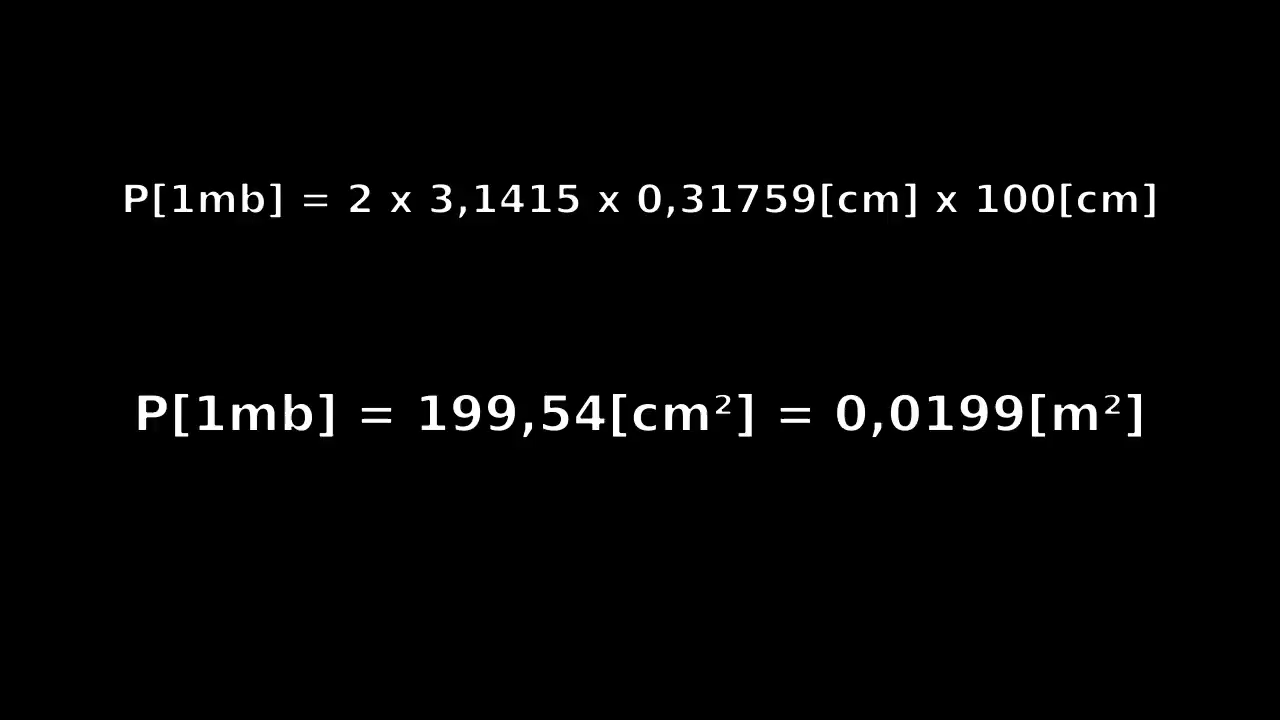 P[1mb] = 2 x 3,1415 x 0,31759[cm] x 100[cm]
P[1mb] = 199,54[cm²] = 0,0199[m²]